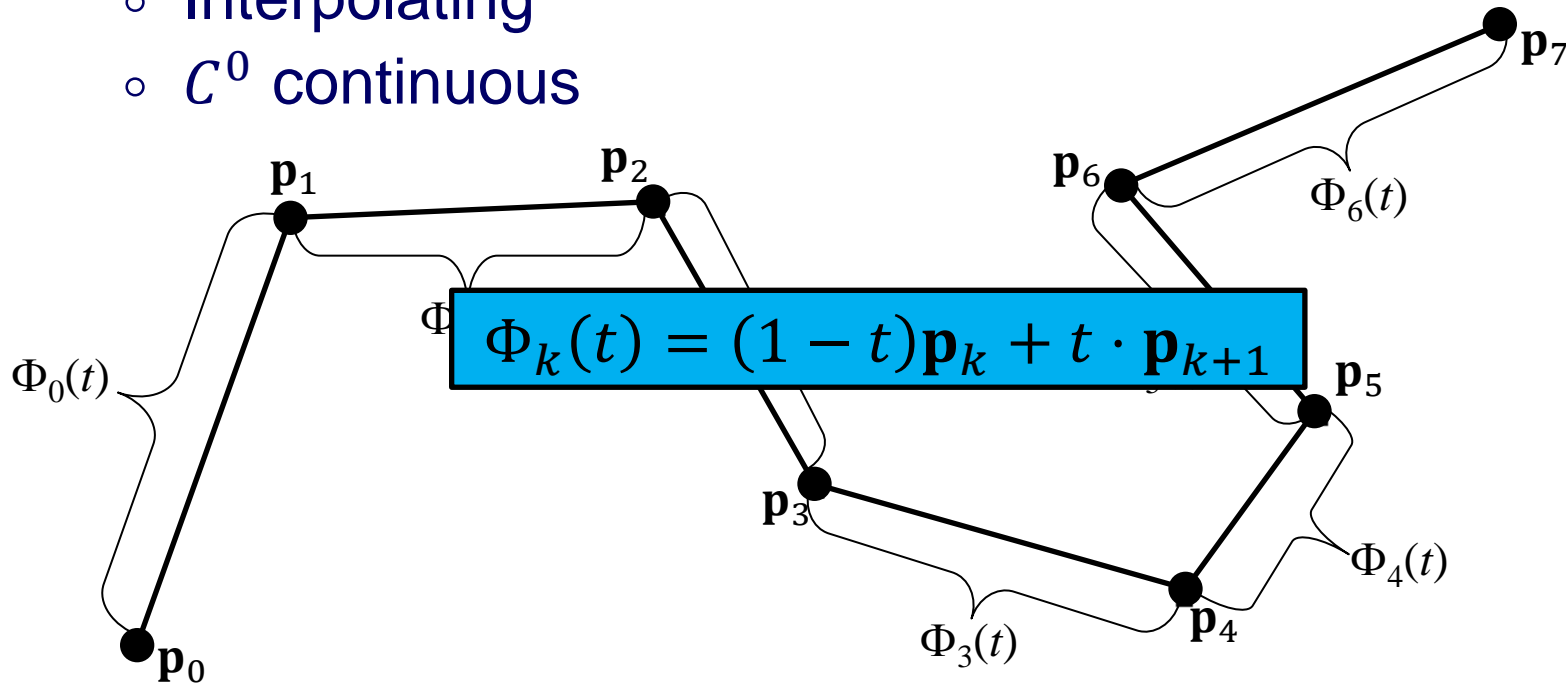 ◦ Interpolating
◦ C⁰ continuous
p₇
p₂
p₁
p₆
Φ₆(t)
Φₖ(t) = (1 − t)pₖ + t · pₖ₊₁
Φ₀(t)
p₅
p₃
Φ₄(t)
p₄
Φ₃(t)
p₀